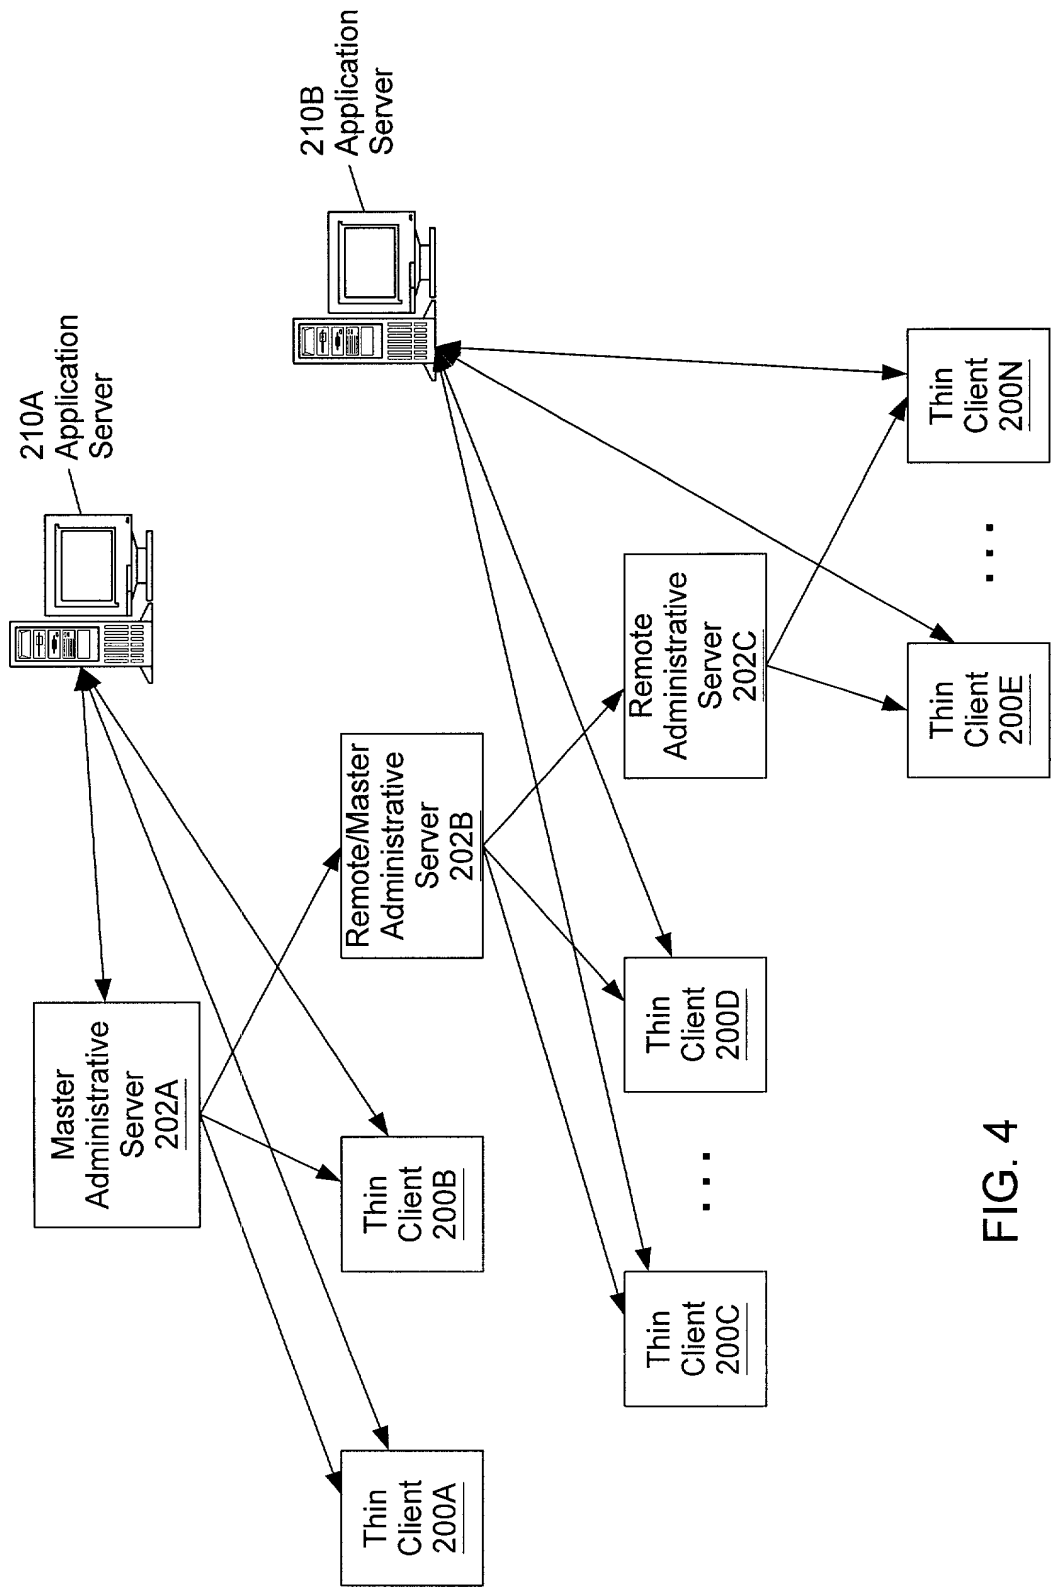 210A
Application
Server
210B
Application
Server
Master
Administrative
Server
202A
Remote/Master
Administrative
Server
202B
Remote
Administrative
Server
202C
Thin
Client
200A
Thin
Client
200B
Thin
Client
200C
...
Thin
Client
200D
Thin
Client
200E
...
Thin
Client
200N
FIG. 4